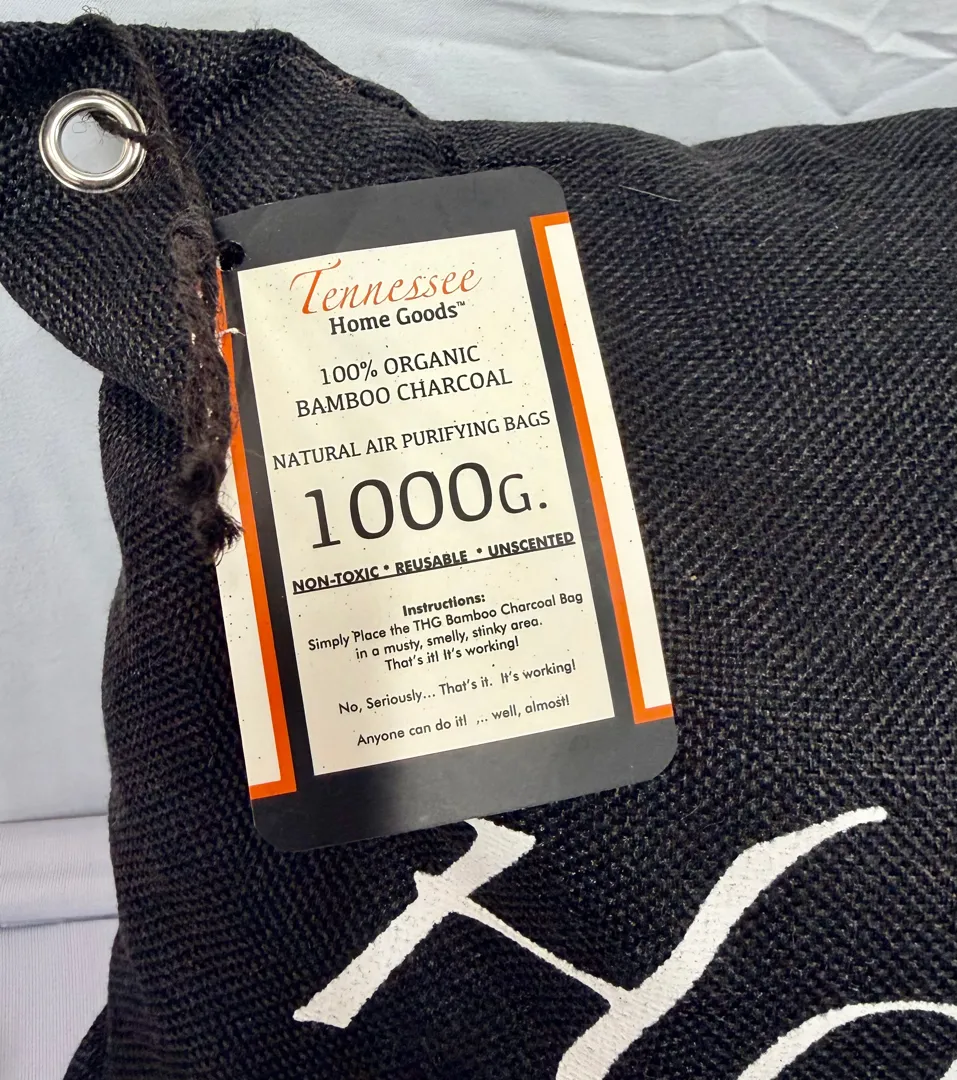 Tennessee
Home Goods™
100% ORGANIC
BAMBOO CHARCOAL
NATURAL AIR PURIFYING BAGS
1000G.
NON-TOXIC • REUSABLE • UNSCENTED
Instructions:
Simply Place the THG Bamboo Charcoal Bag
in a musty, smelly, stinky area.
That's it! It's working!
No, Seriously... That's it. It's working!
Anyone can do it! ... well, almost!